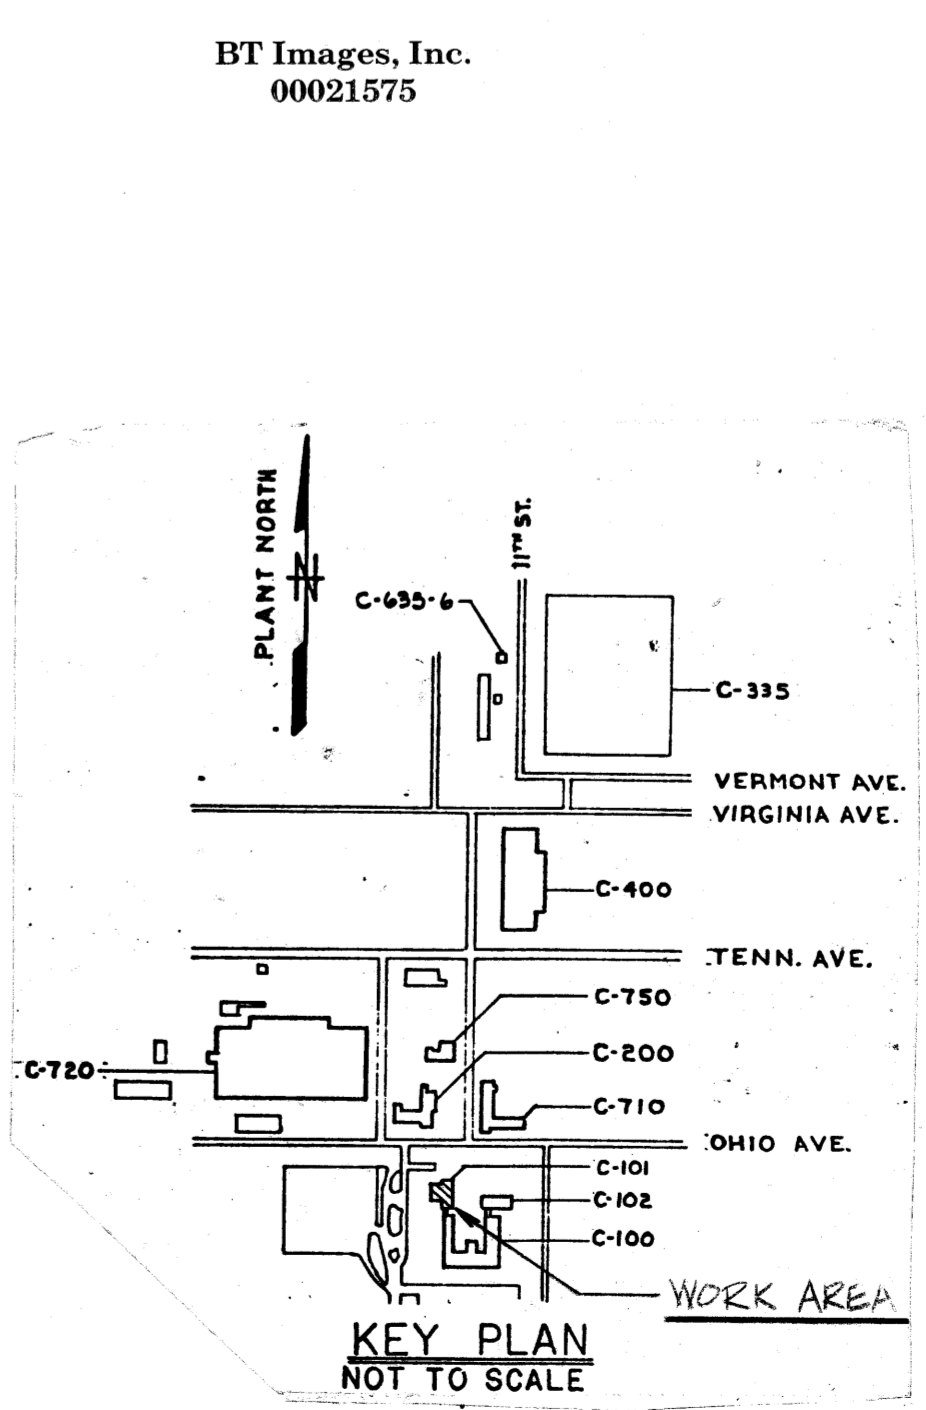 BT Images, Inc.
00021575
PLANT NORTH
N
11TH ST.
C-635-6
C-335
VERMONT AVE.
VIRGINIA AVE.
C-400
TENN. AVE.
C-750
C-200
C-720
C-710
OHIO AVE.
C-101
C-102
C-100
WORK AREA
KEY PLAN
NOT TO SCALE